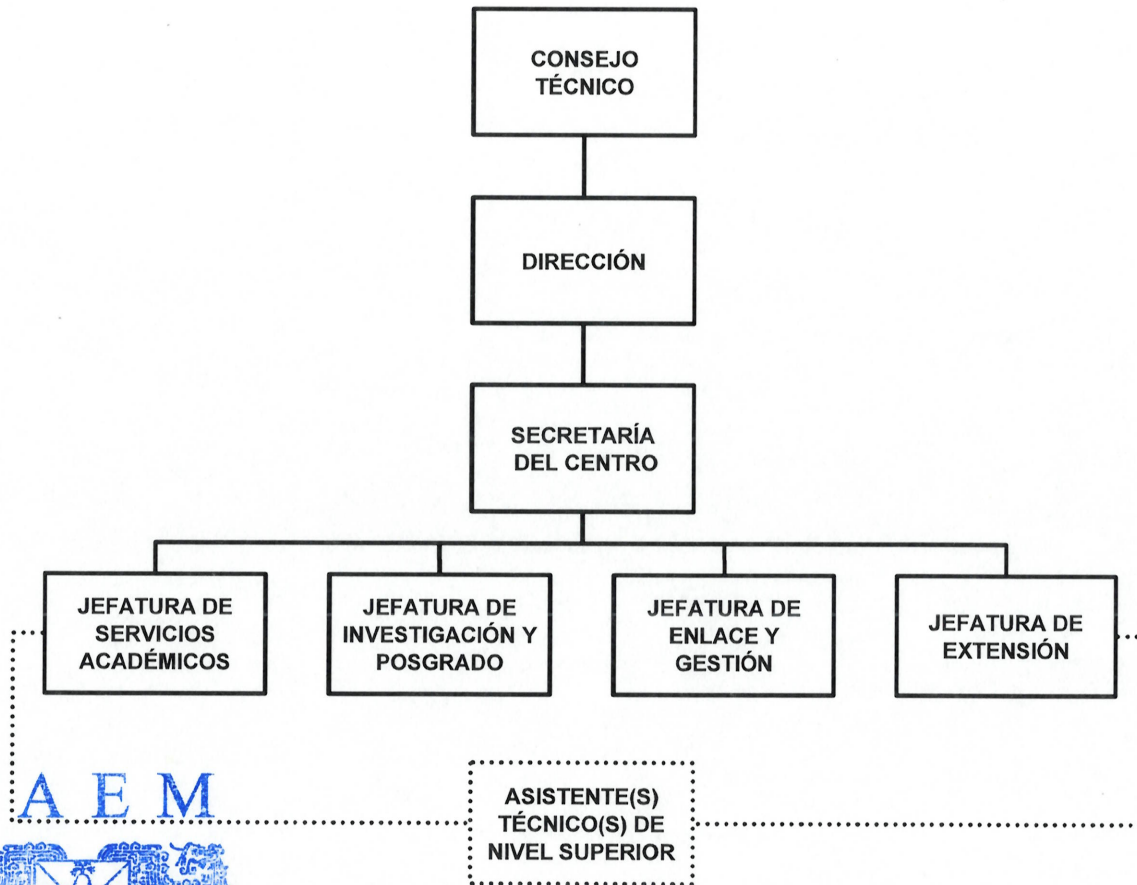 CONSEJO
TÉCNICO
DIRECCIÓN
SECRETARÍA
DEL CENTRO
JEFATURA DE
SERVICIOS
ACADÉMICOS
JEFATURA DE
INVESTIGACIÓN Y
POSGRADO
JEFATURA DE
ENLACE Y
GESTIÓN
JEFATURA DE
EXTENSIÓN
A E M
ASISTENTE(S)
TÉCNICO(S) DE
NIVEL SUPERIOR